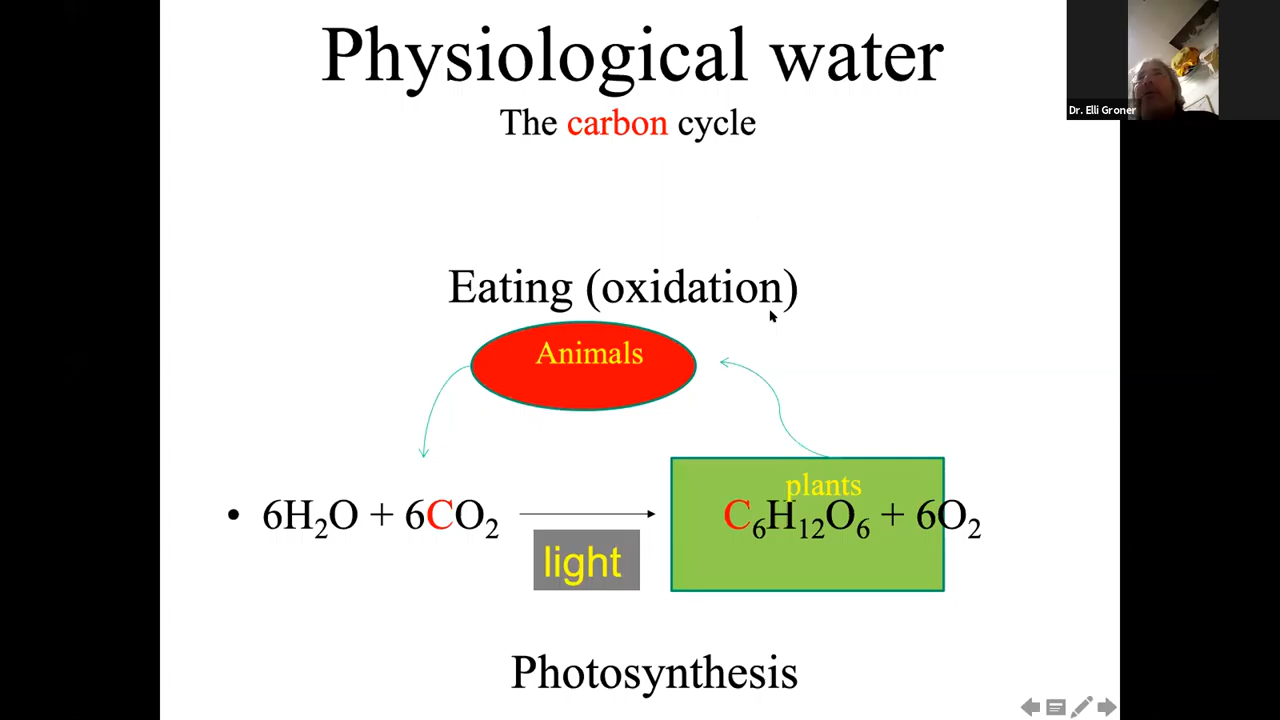 Physiological water
The carbon cycle
Dr. Elli Groner
Eating (oxidation)
Animals
plants
• 6H₂O + 6CO₂ C₆H₁₂O₆ + 6O₂
light
Photosynthesis